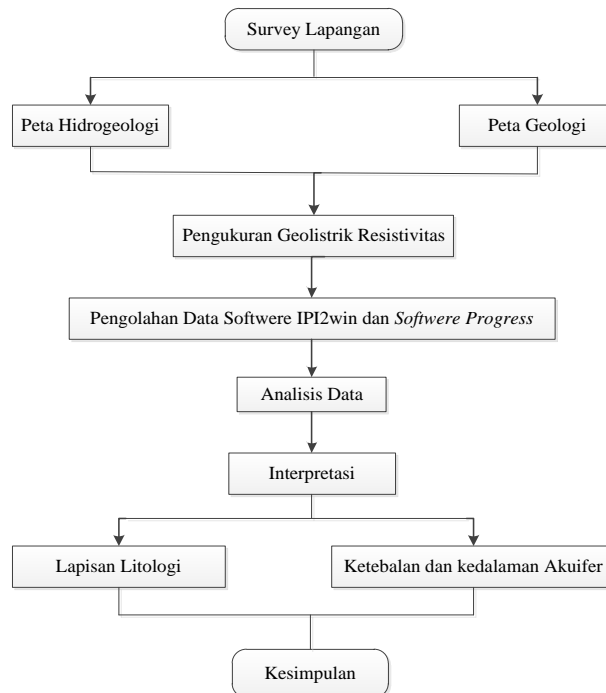 Survey Lapangan
Peta Hidrogeologi
Peta Geologi
Pengukuran Geolistrik Resistivitas
Pengolahan Data Softwere IPI2win dan Softwere Progress
Analisis Data
Interpretasi
Lapisan Litologi
Ketebalan dan kedalaman Akuifer
Kesimpulan